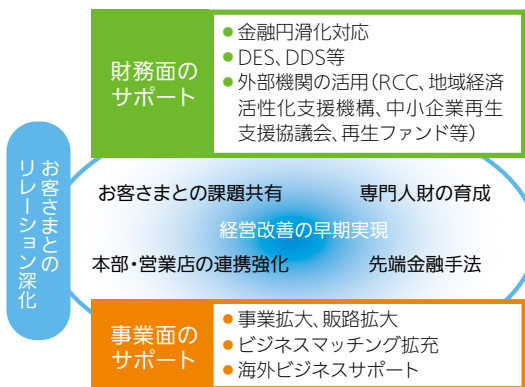 財務面の
サポート
● 金融円滑化対応
● DES、DDS等
● 外部機関の活用（RCC、地域経済
活性化支援機構、中小企業再生
支援協議会、再生ファンド等）
お客さまとの
リレーション深化
お客さまとの課題共有 専門人財の育成
経営改善の早期実現
本部・営業店の連携強化 先端金融手法
事業面の
サポート
● 事業拡大、販路拡大
● ビジネスマッチング拡充
● 海外ビジネスサポート